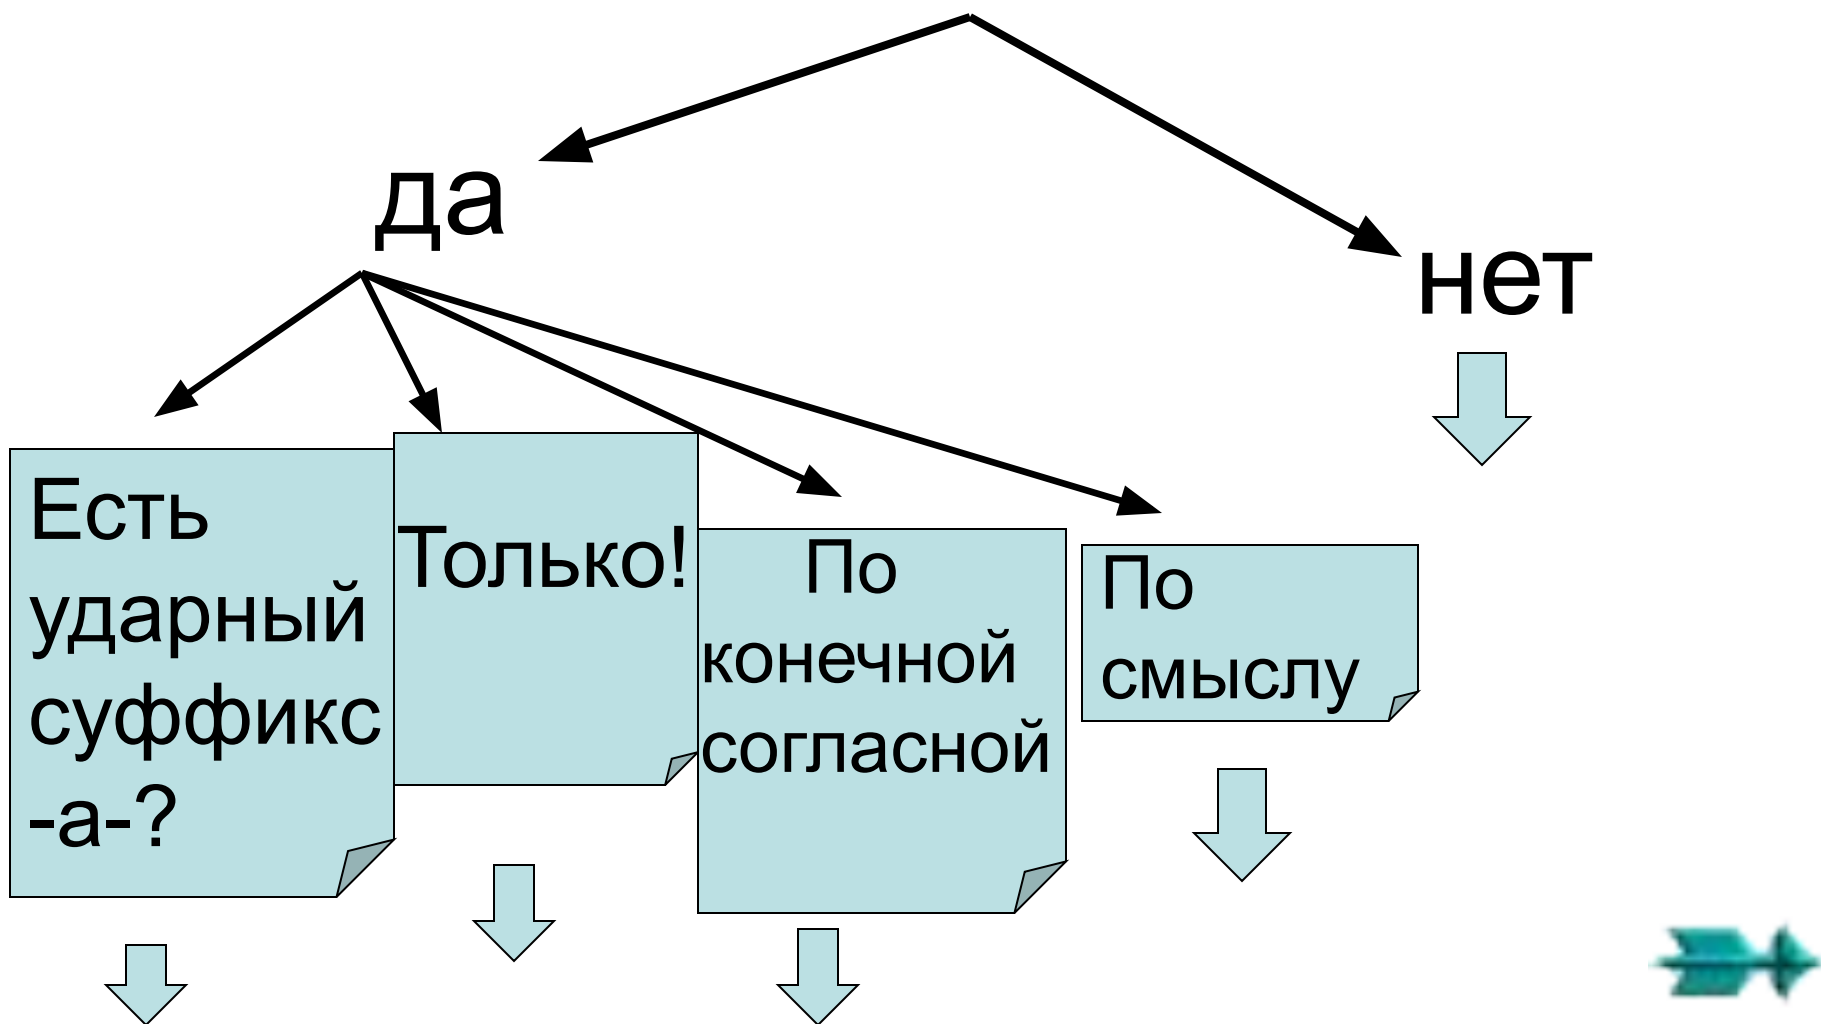 да
нет
Есть
ударный
суффикс
-а-?
Только!
По
конечной
согласной
По
смыслу